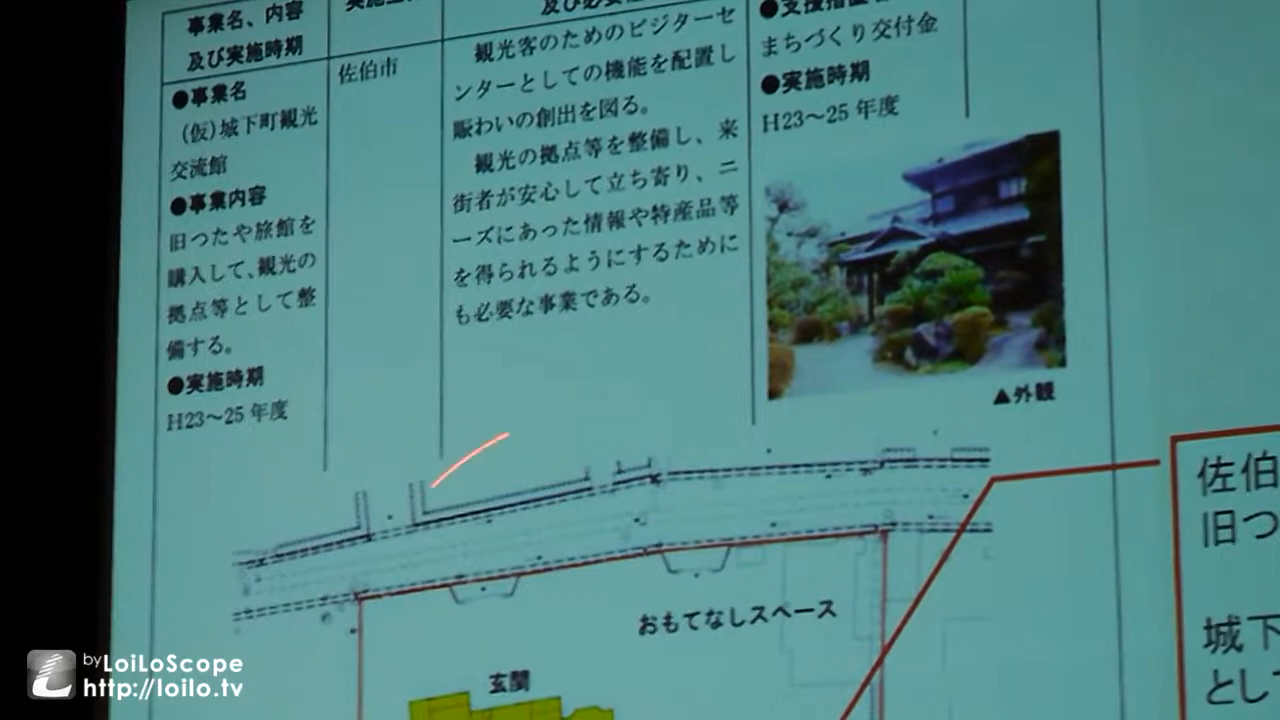 事業名、内容
及び実施時期
●事業名
(仮)城下町観光
交流館
●事業内容
旧つたや旅館を
購入して、観光の
拠点等として整
備する。
●実施時期
H23～25 年度
佐伯市
観光客のためのビジターセ
ンターとしての機能を配置し
賑わいの創出を図る。
観光の拠点等を整備し、来
街者が安心して立ち寄り、ニ
ーズにあった情報や特産品等
を得られるようにするために
も必要な事業である。
まちづくり交付金
●実施時期
H23～25 年度
▲外観
おもてなしスペース
玄関
佐伯
旧つ
城下
とし
by LoiLoScope
http://loilo.tv